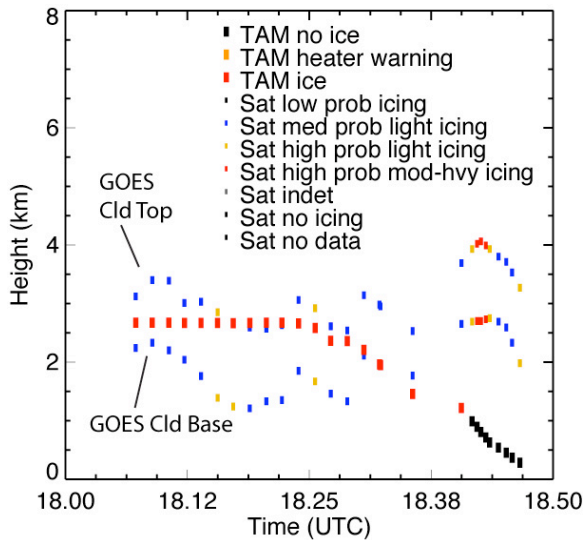 8
TAM no ice
TAM heater warning
TAM ice
6
Sat low prob icing
Sat med prob light icing
Sat high prob light icing
Sat high prob mod-hvy icing
Sat indet
Sat no icing
Sat no data
GOES
Cld Top
Height (km)
4
2
GOES Cld Base
0
18.00 18.12 18.25 18.38 18.50
Time (UTC)